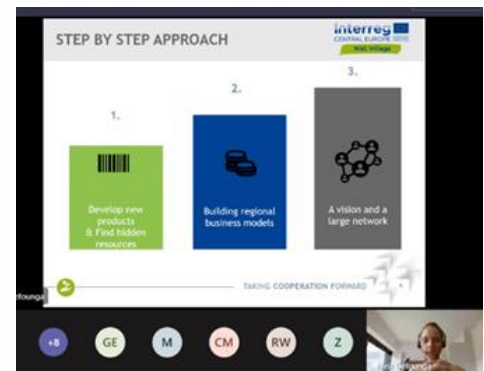 STEP BY STEP APPROACH
Interreg
CENTRAL EUROPE
1.
2.
3.
Develop new
products
& Find hidden
resources
Building regional
business models
A vision and a
large network
TAKING COOPERATION FORWARD
+8
GE
M
CM
RW
Z